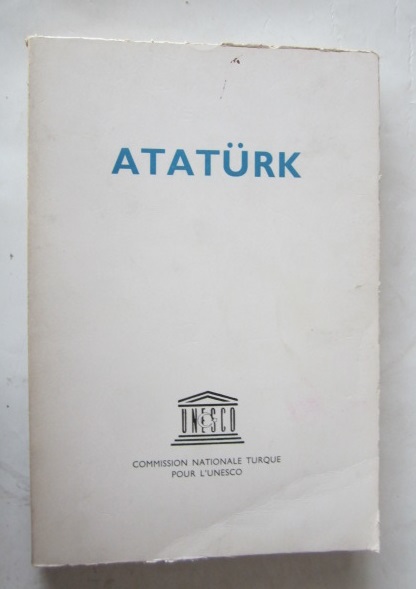 ATATÜRK
UNESCO
COMMISSION NATIONALE TURQUE
POUR L'UNESCO